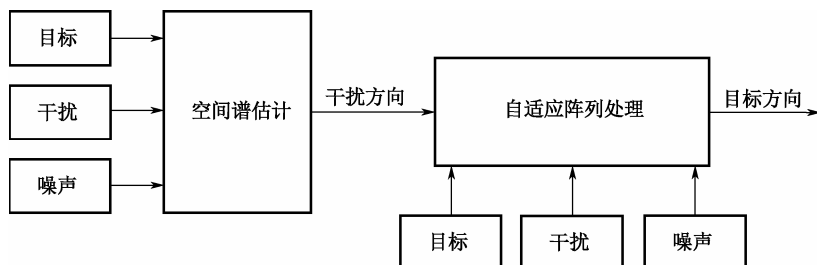 目标
干扰
噪声
空间谱估计
干扰方向
自适应阵列处理
目标方向
目标
干扰
噪声